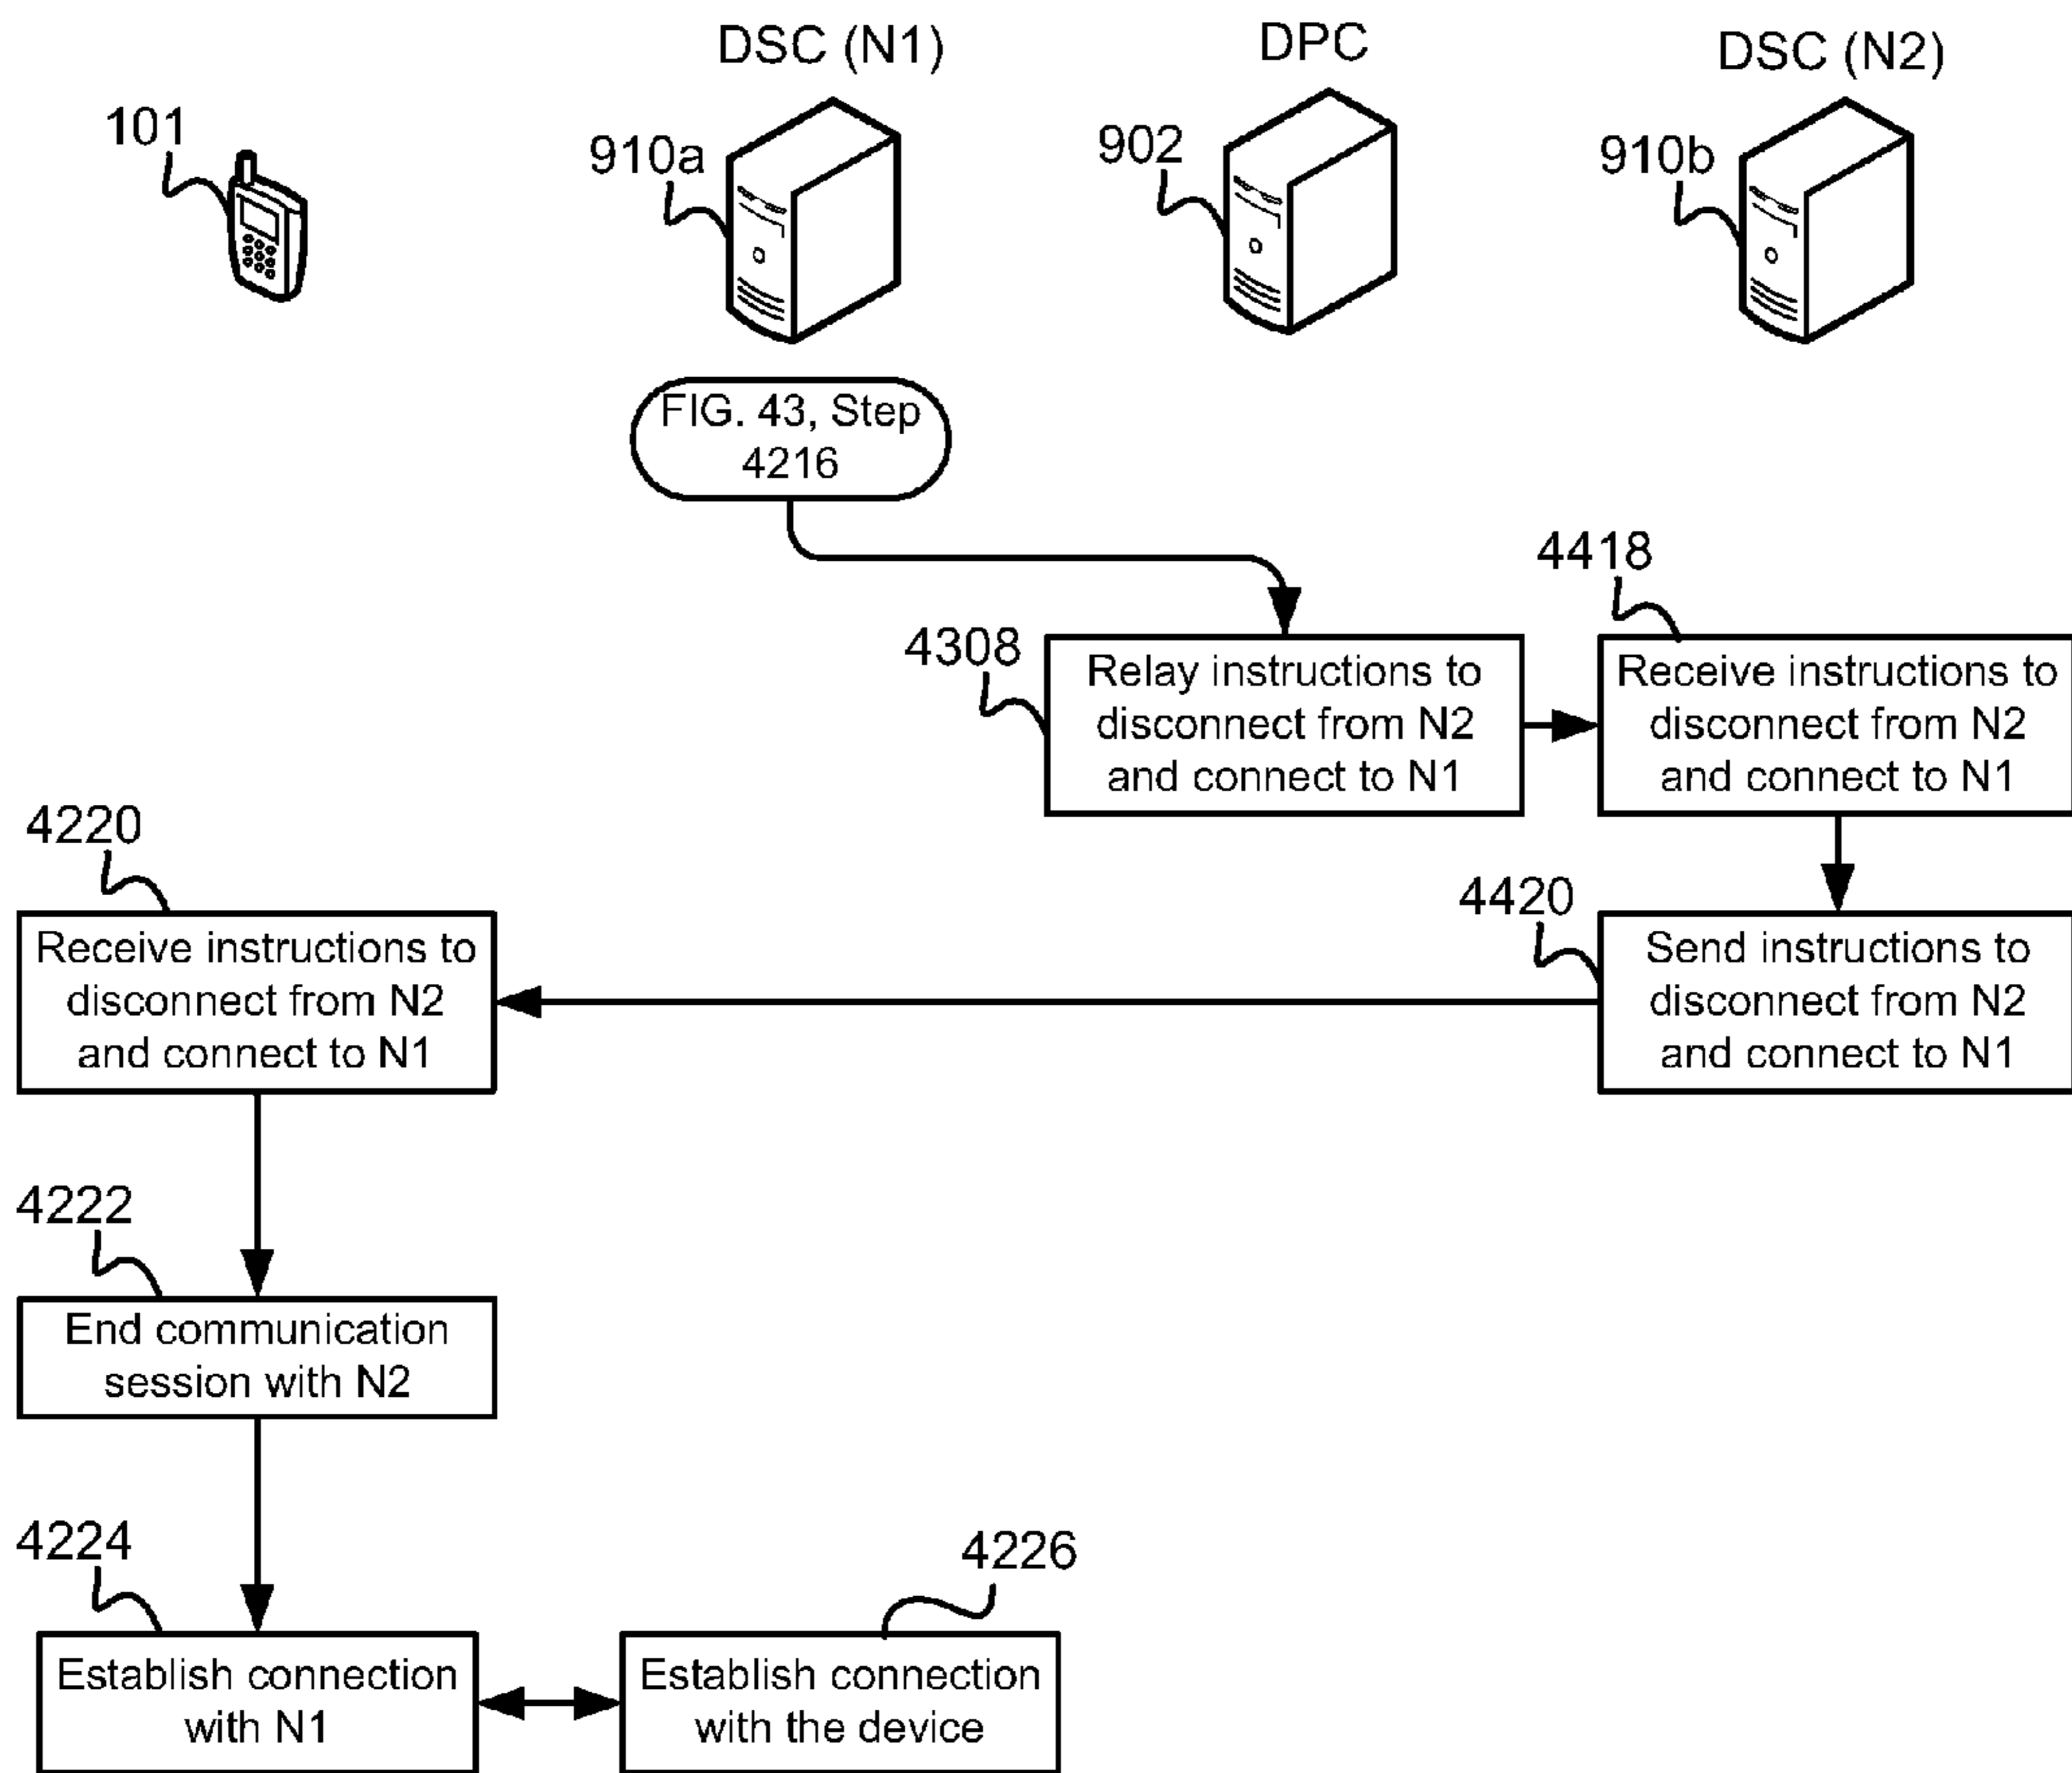 DSC (N1)
DPC
DSC (N2)
101
910a
902
910b
FIG. 43, Step
4216
4418
4308
Relay instructions to
disconnect from N2
and connect to N1
Receive instructions to
disconnect from N2
and connect to N1
4220
4420
Receive instructions to
disconnect from N2
and connect to N1
Send instructions to
disconnect from N2
and connect to N1
4222
End communication
session with N2
4224
4226
Establish connection
with N1
Establish connection
with the device